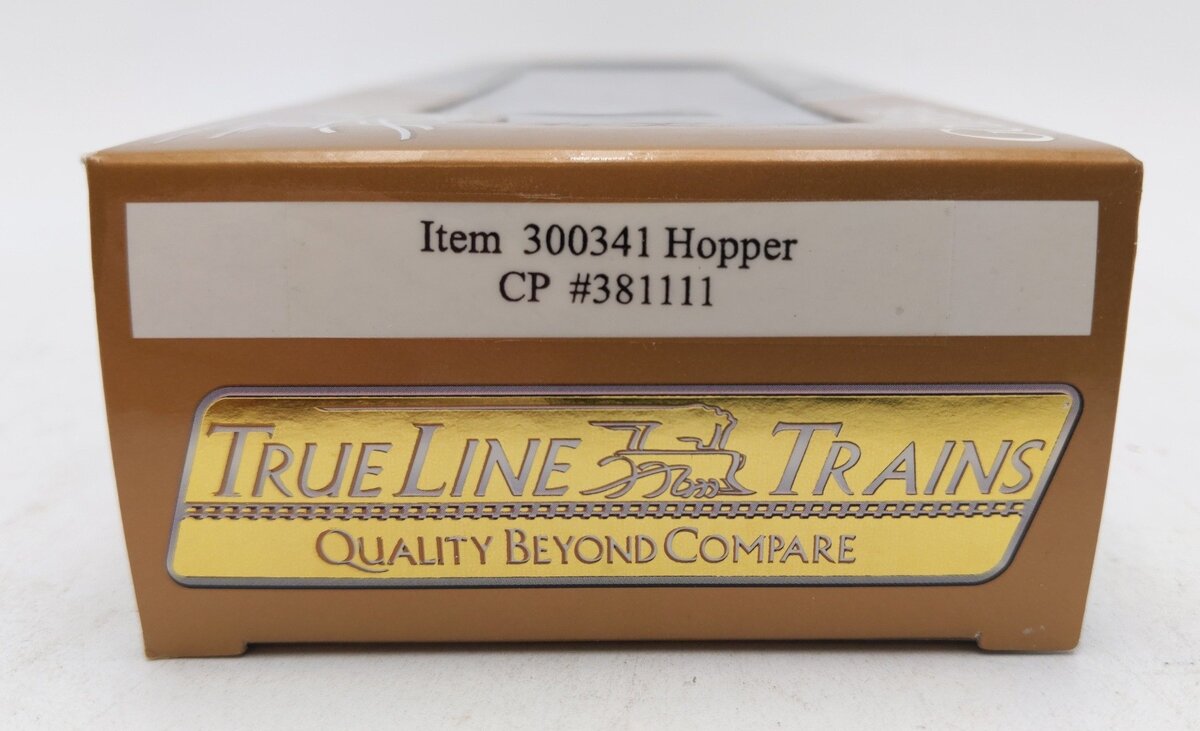 Item 300341 Hopper
CP #381111
TRUE LINE TRAINS
QUALITY BEYOND COMPARE